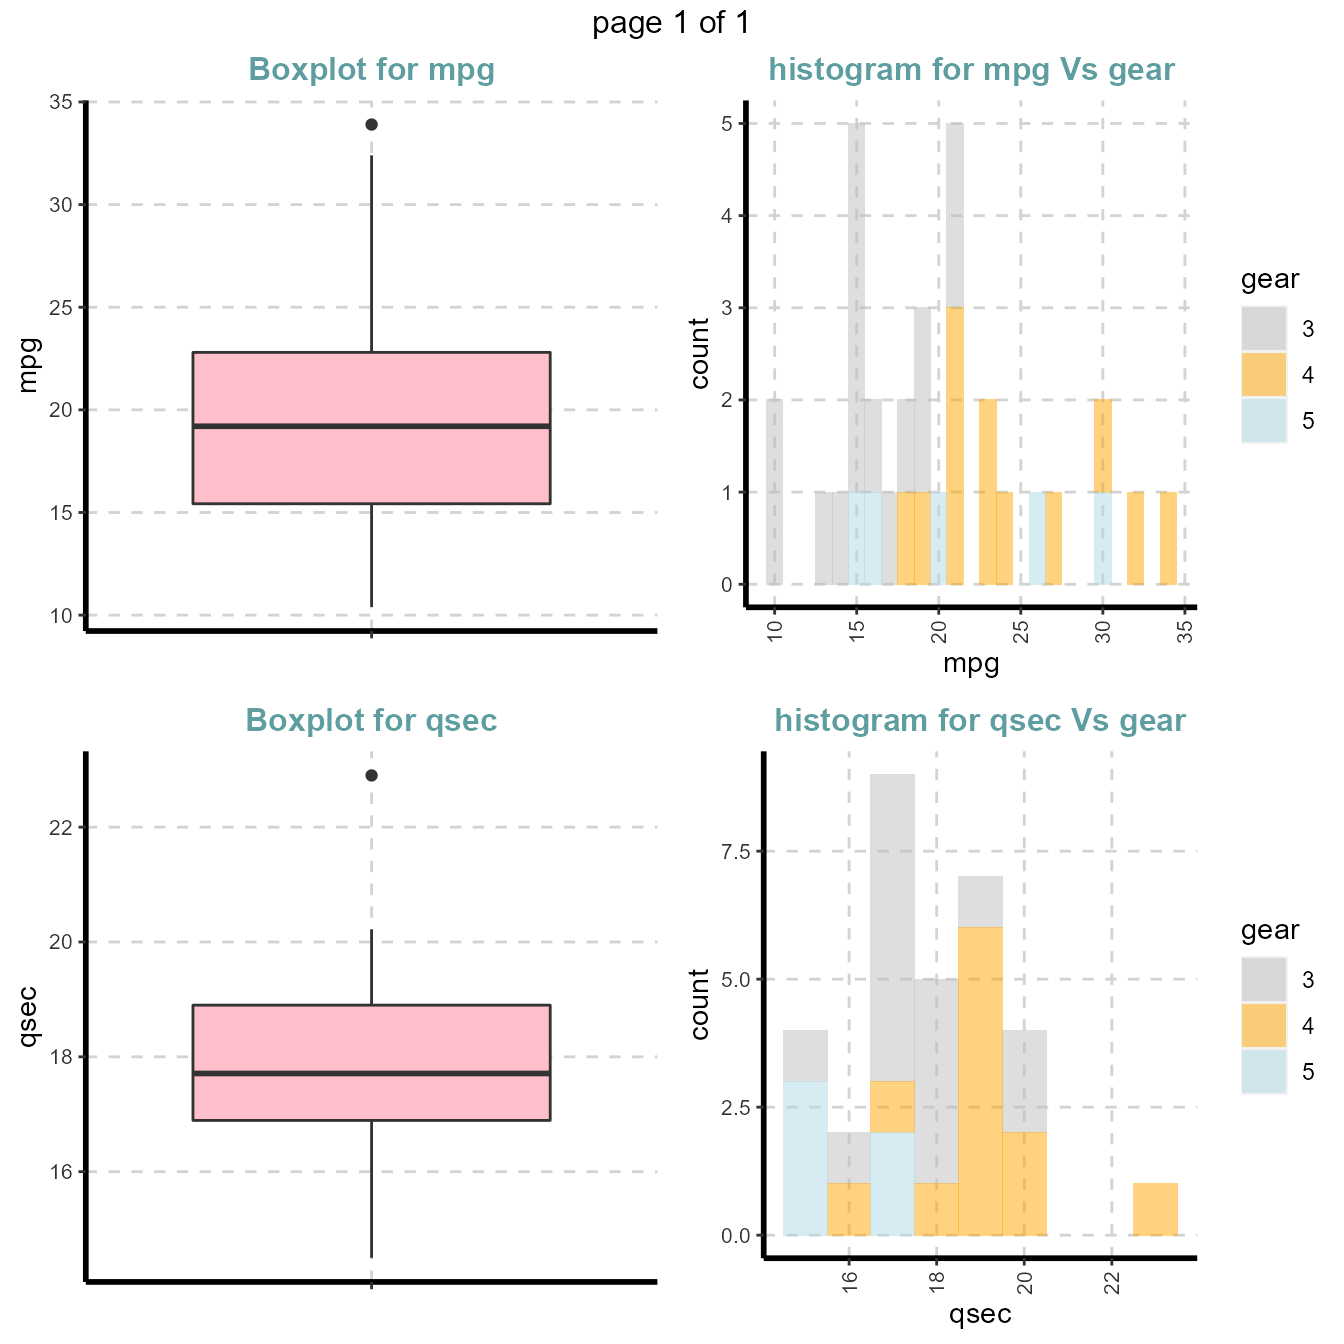 page 1 of 1
Boxplot for mpg
35
30
25
20
15
10
mpg
histogram for mpg Vs gear
5
4
3
2
1
0
count
10 15 20 25 30 35
mpg
gear
3
4
5
Boxplot for qsec
22
20
18
16
qsec
histogram for qsec Vs gear
7.5
5.0
2.5
0.0
count
16 18 20 22
qsec
gear
3
4
5